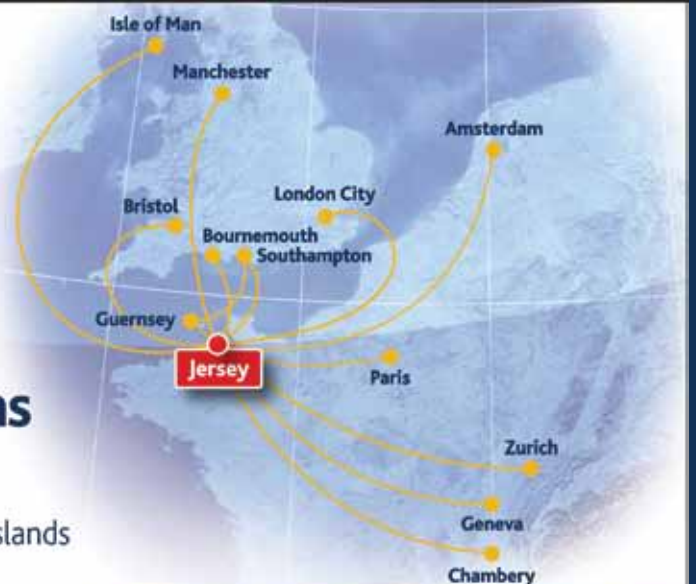 Isle of Man
Manchester
Amsterdam
London City
Bristol
Bournemouth
Southampton
Guernsey
Jersey
Paris
Zurich
Geneva
Chambery